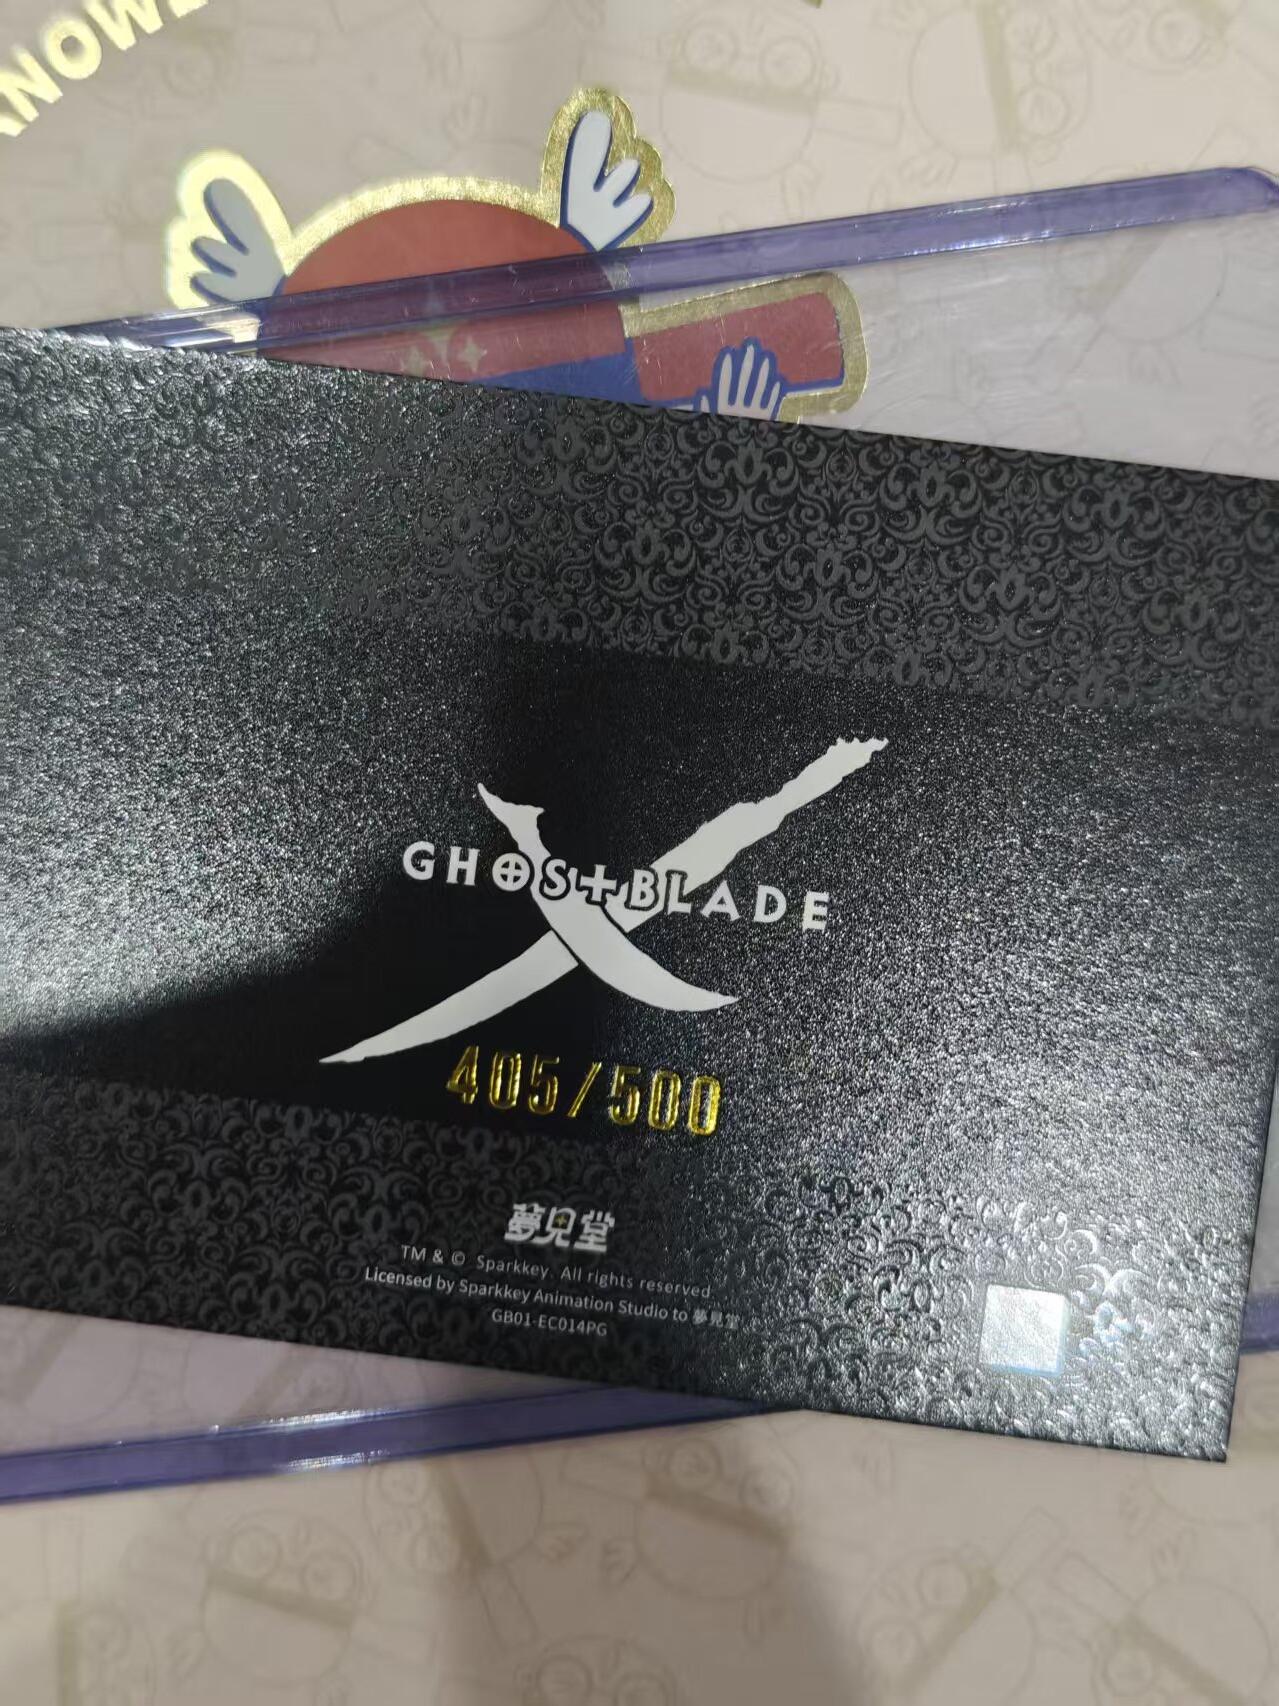 KNOW
GHOSTBLADE
405/500
夢見堂
TM & © Sparkkey. All rights reserved.
Licensed by Sparkkey Animation Studio to 夢見堂
GB01-EC014PG